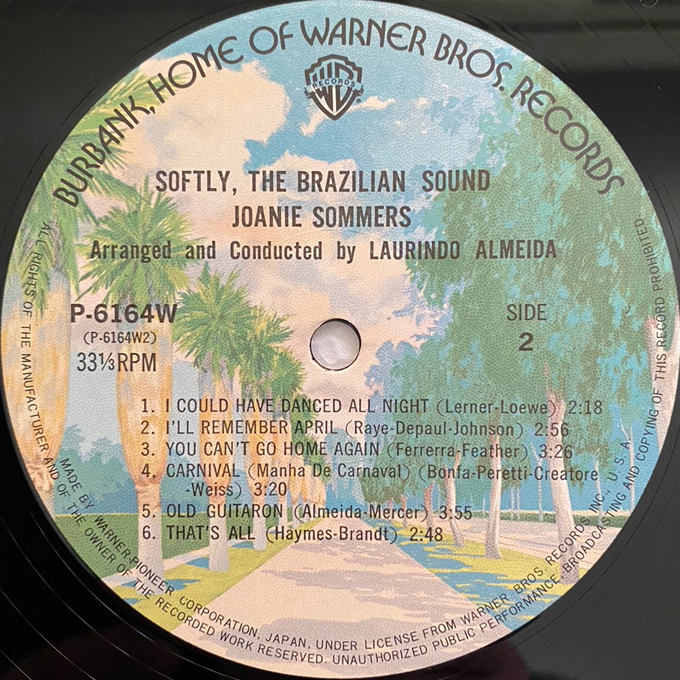 BURBANK, HOME OF WARNER BROS. RECORDS
W
RECORDS
SOFTLY, THE BRAZILIAN SOUND
JOANIE SOMMERS
Arranged and Conducted by LAURINDO ALMEIDA
P-6164W
(P-6164W2)
33⅓RPM
SIDE
2
1. I COULD HAVE DANCED ALL NIGHT (Lerner-Loewe) 2:18
2. I'LL REMEMBER APRIL (Raye-Depaul-Johnson) 2:56
3. YOU CAN'T GO HOME AGAIN (Ferrerra-Feather) 3:26
4. CARNIVAL (Manha De Carnaval) (Bonfa-Peretti-Creatore
-Weiss) 3:20
5. OLD GUITARON (Almeida-Mercer) 3:55
6. THAT'S ALL (Haymes-Brandt) 2:48
MADE BY WARNER-PIONEER CORPORATION, JAPAN, UNDER LICENSE FROM WARNER BROS. RECORDS INC., U.S.A.
ALL RIGHTS OF THE MANUFACTURER AND OF THE OWNER OF THE RECORDED WORK RESERVED. UNAUTHORIZED PUBLIC PERFORMANCE, BROADCASTING AND COPYING OF THIS RECORD PROHIBITED